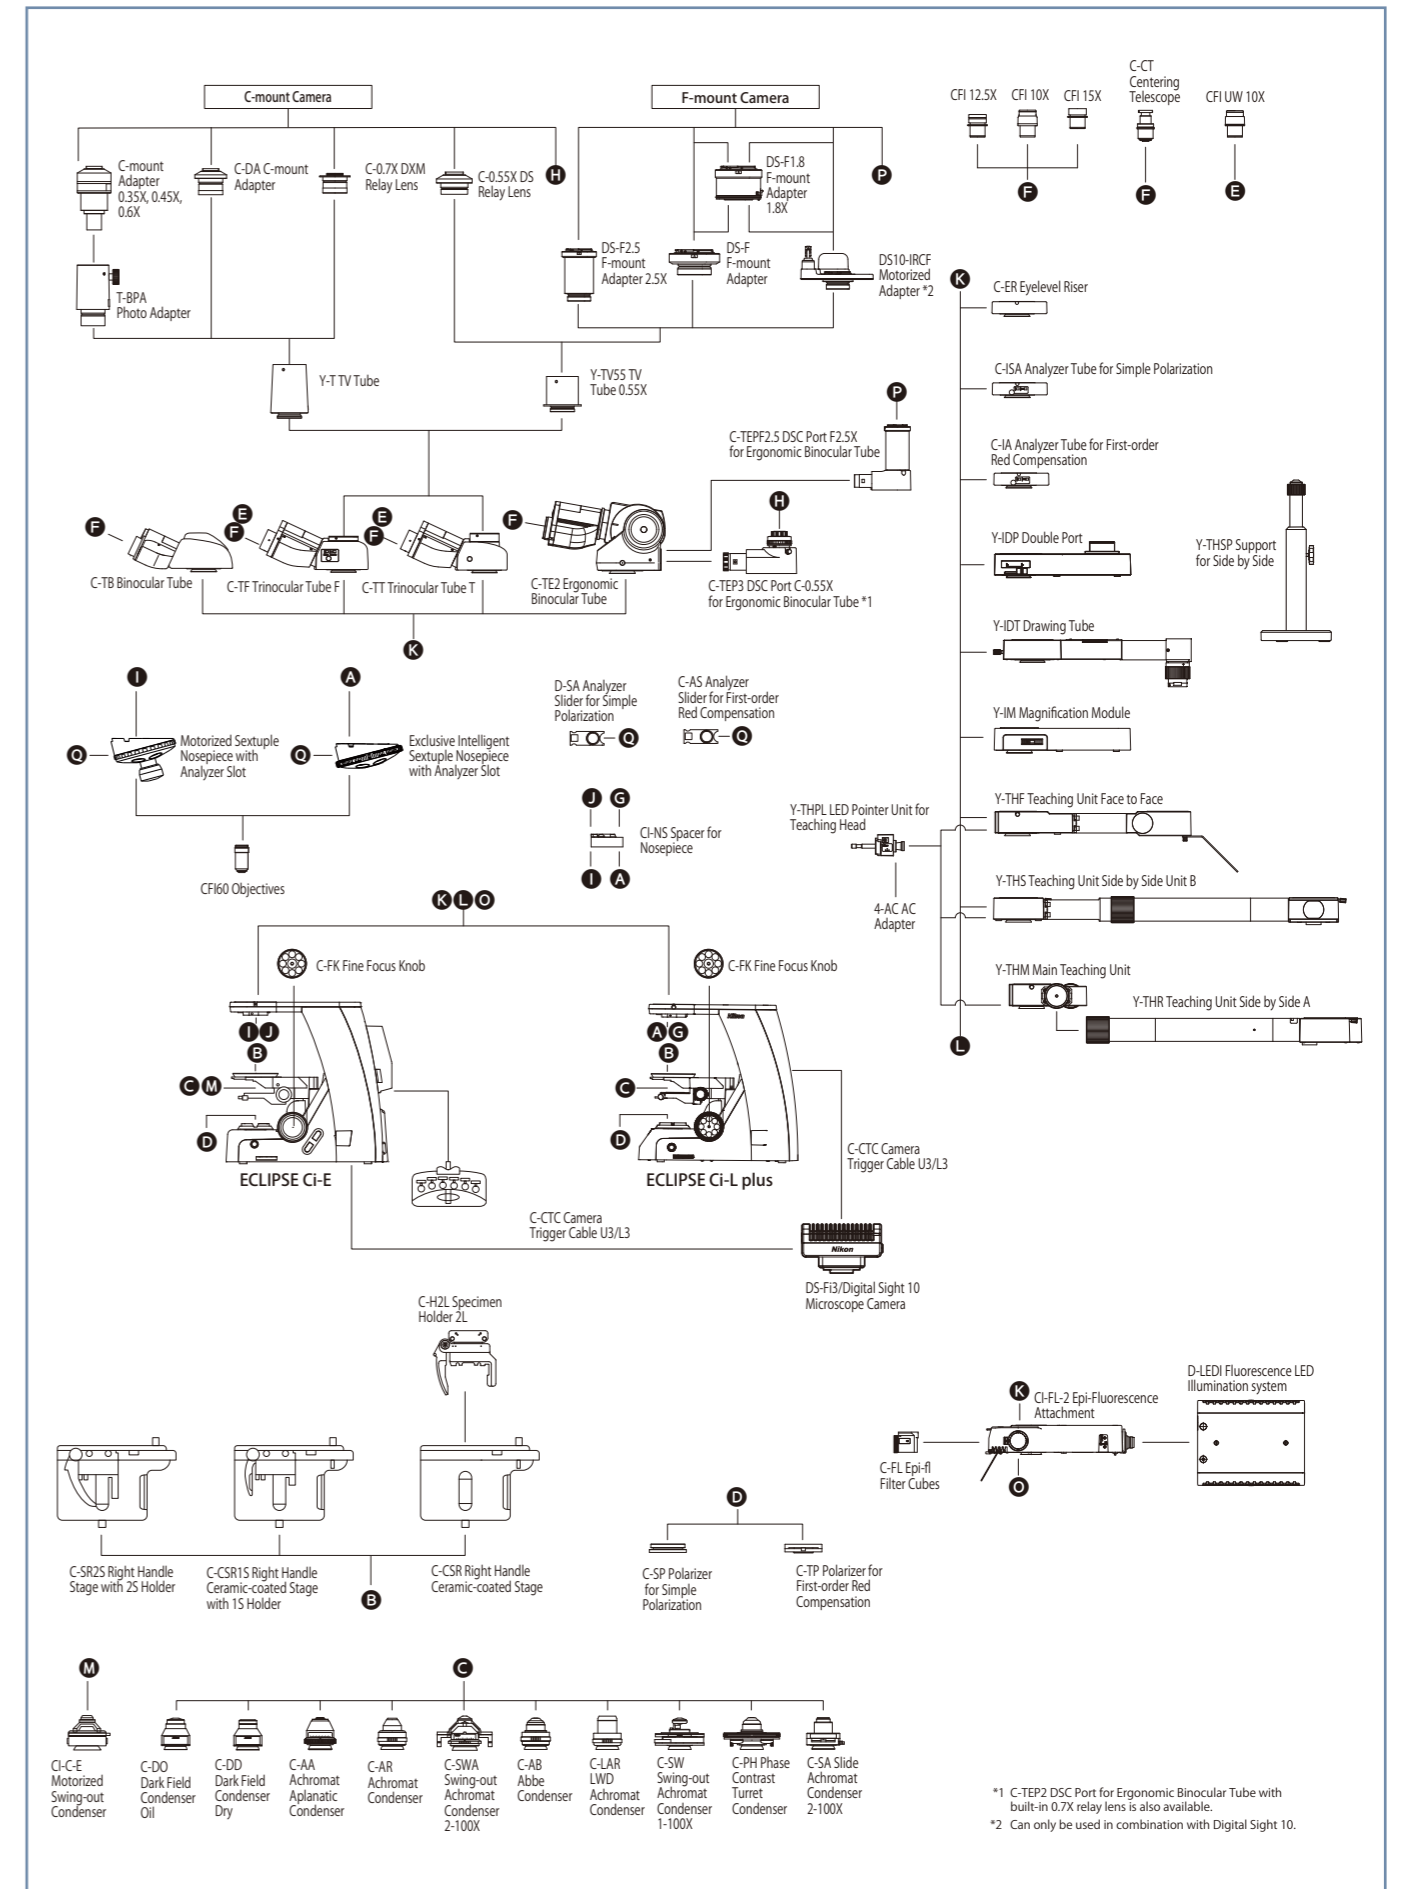 C-mount Camera
F-mount Camera
C-mount
Adapter
0.35X, 0.45X,
0.6X
C-DA C-mount
Adapter
C-0.7X DXM
Relay Lens
C-0.55X DS
Relay Lens
H
DS-F1.8
F-mount
Adapter
1.8X
P
CFI 12.5X
CFI 10X
CFI 15X
C-CT
Centering
Telescope
CFI UW 10X
F
F
E
T-BPA
Photo Adapter
DS-F2.5
F-mount
Adapter 2.5X
DS-F
F-mount
Adapter
DS10-IRCF
Motorized
Adapter *2
Y-T TV Tube
Y-TV55 TV
Tube 0.55X
K
C-ER Eyelevel Riser
C-ISA Analyzer Tube for Simple Polarization
C-IA Analyzer Tube for First-order
Red Compensation
Y-IDP Double Port
Y-THSP Support
for Side by Side
Y-IDT Drawing Tube
Y-IM Magnification Module
P
C-TEPF2.5 DSC Port F2.5X
for Ergonomic Binocular Tube
H
C-TEP3 DSC Port C-0.55X
for Ergonomic Binocular Tube *1
F
C-TB Binocular Tube
E
F
C-TF Trinocular Tube F
E
F
C-TT Trinocular Tube T
F
C-TE2 Ergonomic
Binocular Tube
K
I
Q
Motorized Sextuple
Nosepiece with
Analyzer Slot
A
Q
Exclusive Intelligent
Sextuple Nosepiece
with Analyzer Slot
D-SA Analyzer
Slider for Simple
Polarization
Q
C-AS Analyzer
Slider for First-order
Red Compensation
Q
J G
CI-NS Spacer for
Nosepiece
I A
CFI60 Objectives
Y-THPL LED Pointer Unit for
Teaching Head
4-AC AC
Adapter
Y-THF Teaching Unit Face to Face
Y-THS Teaching Unit Side by Side Unit B
Y-THM Main Teaching Unit
Y-THR Teaching Unit Side by Side A
L
K L O
C-FK Fine Focus Knob
C-FK Fine Focus Knob
I J
B
C M
D
ECLIPSE Ci-E
Nikon
A G
B
C
D
ECLIPSE Ci-L plus
C-CTC Camera
Trigger Cable U3/L3
C-CTC Camera
Trigger Cable U3/L3
Nikon
DS-Fi3/Digital Sight 10
Microscope Camera
C-H2L Specimen
Holder 2L
C-SR2S Right Handle
Stage with 2S Holder
C-CSR1S Right Handle
Ceramic-coated Stage
with 1S Holder
C-CSR Right Handle
Ceramic-coated Stage
B
K
CI-FL-2 Epi-Fluorescence
Attachment
D-LEDI Fluorescence LED
Illumination system
C-FL Epi-fl
Filter Cubes
O
D
C-SP Polarizer
for Simple
Polarization
C-TP Polarizer for
First-order Red
Compensation
M
C
CI-C-E
Motorized
Swing-out
Condenser
C-DO
Dark Field
Condenser
Oil
C-DD
Dark Field
Condenser
Dry
C-AA
Achromat
Aplanatic
Condenser
C-AR
Achromat
Condenser
C-SWA
Swing-out
Achromat
Condenser
2-100X
C-AB
Abbe
Condenser
C-LAR
LWD
Achromat
Condenser
C-SW
Swing-out
Achromat
Condenser
1-100X
C-PH Phase
Contrast
Turret
Condenser
C-SA Slide
Achromat
Condenser
2-100X
*1 C-TEP2 DSC Port for Ergonomic Binocular Tube with
built-in 0.7X relay lens is also available.
*2 Can only be used in combination with Digital Sight 10.